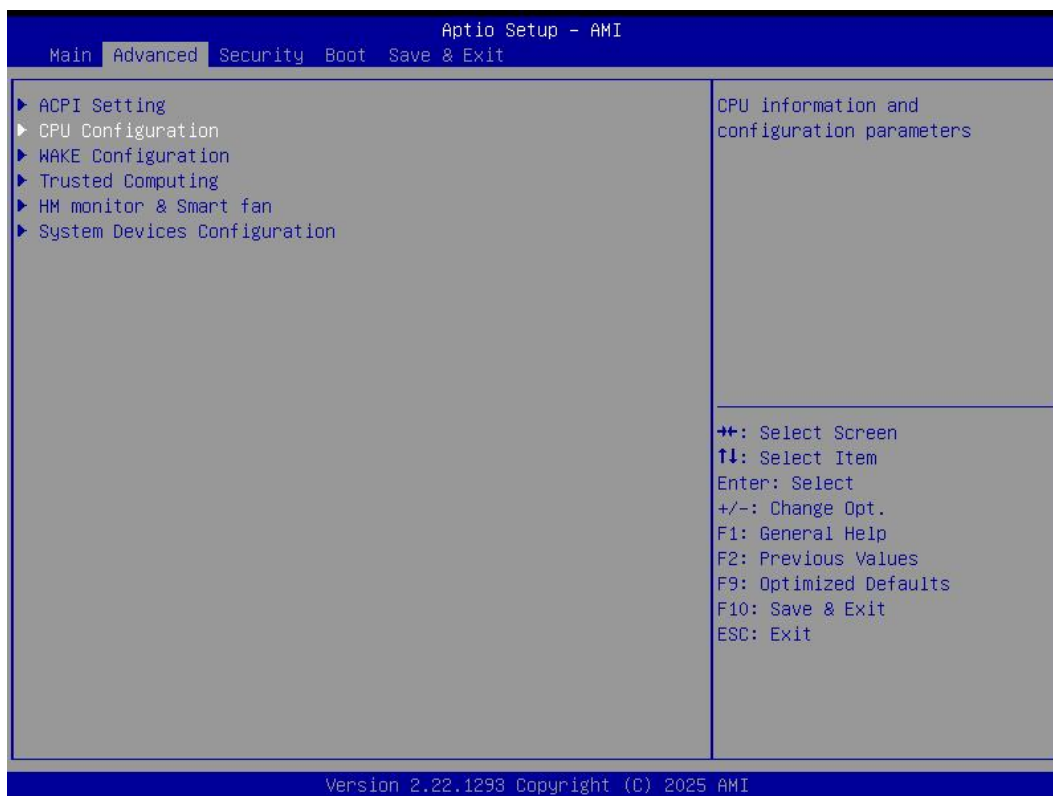 Aptio Setup – AMI
Main Advanced Security Boot Save & Exit
▶ ACPI Setting
▶ CPU Configuration
▶ WAKE Configuration
▶ Trusted Computing
▶ HM monitor & Smart fan
▶ System Devices Configuration
CPU information and
configuration parameters
→←: Select Screen
↑↓: Select Item
Enter: Select
+/-: Change Opt.
F1: General Help
F2: Previous Values
F9: Optimized Defaults
F10: Save & Exit
ESC: Exit
Version 2.22.1293 Copyright (C) 2025 AMI